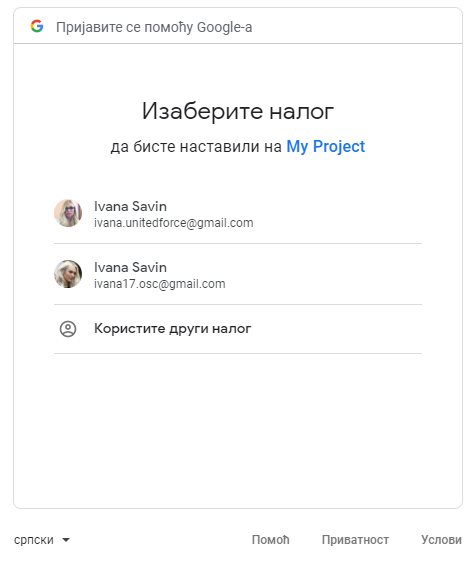 Пријавите се помоћу Google-а
Изаберите налог
да бисте наставили на My Project
Ivana Savin
ivana.unitedforce@gmail.com
Ivana Savin
ivana17.osc@gmail.com
Користите други налог
српски
Помоћ Приватност Услови